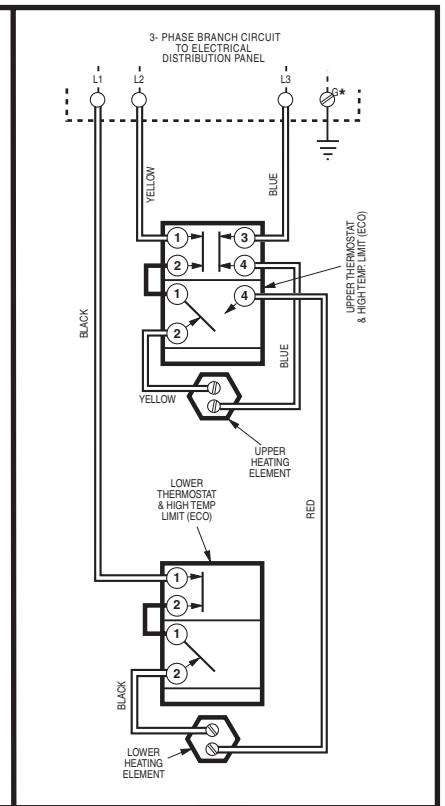 3- PHASE BRANCH CIRCUIT
TO ELECTRICAL
DISTRIBUTION PANEL
L1
L2
L3
G*
YELLOW
BLUE
1
3
2
4
1
4
2
UPPER THERMOSTAT
& HIGH TEMP. LIMIT (ECO)
BLACK
BLUE
YELLOW
UPPER
HEATING
ELEMENT
RED
LOWER
THERMOSTAT
& HIGH TEMP
LIMIT (ECO)
1
2
1
2
BLACK
LOWER
HEATING
ELEMENT